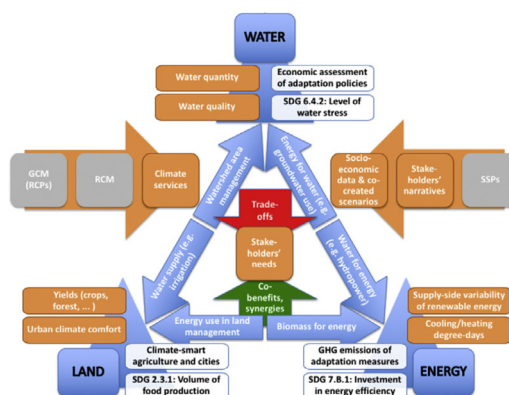 WATER
Water quantity
Economic assessment
of adaptation policies
Water quality
SDG 6.4.2: Level of
water stress
Watershed area
management
Energy for water (e.g.
groundwater use)
GCM
(RCPs)
RCM
Climate
services
Socio-
economic
data & co-
created
scenarios
Stake-
holders'
narratives
SSPs
Trade-
offs
Stake-
holders'
needs
Co-
benefits,
synergies
Water supply (e.g.
irrigation)
Water for energy
(e.g. hydropower)
Yields (crops,
forest, ... )
Urban climate comfort
Energy use in land
management
Biomass for energy
Supply-side variability
of renewable energy
Cooling/heating
degree-days
LAND
Climate-smart
agriculture and cities
SDG 2.3.1: Volume of
food production
GHG emissions of
adaptation measures
SDG 7.B.1: Investment
in energy efficiency
ENERGY